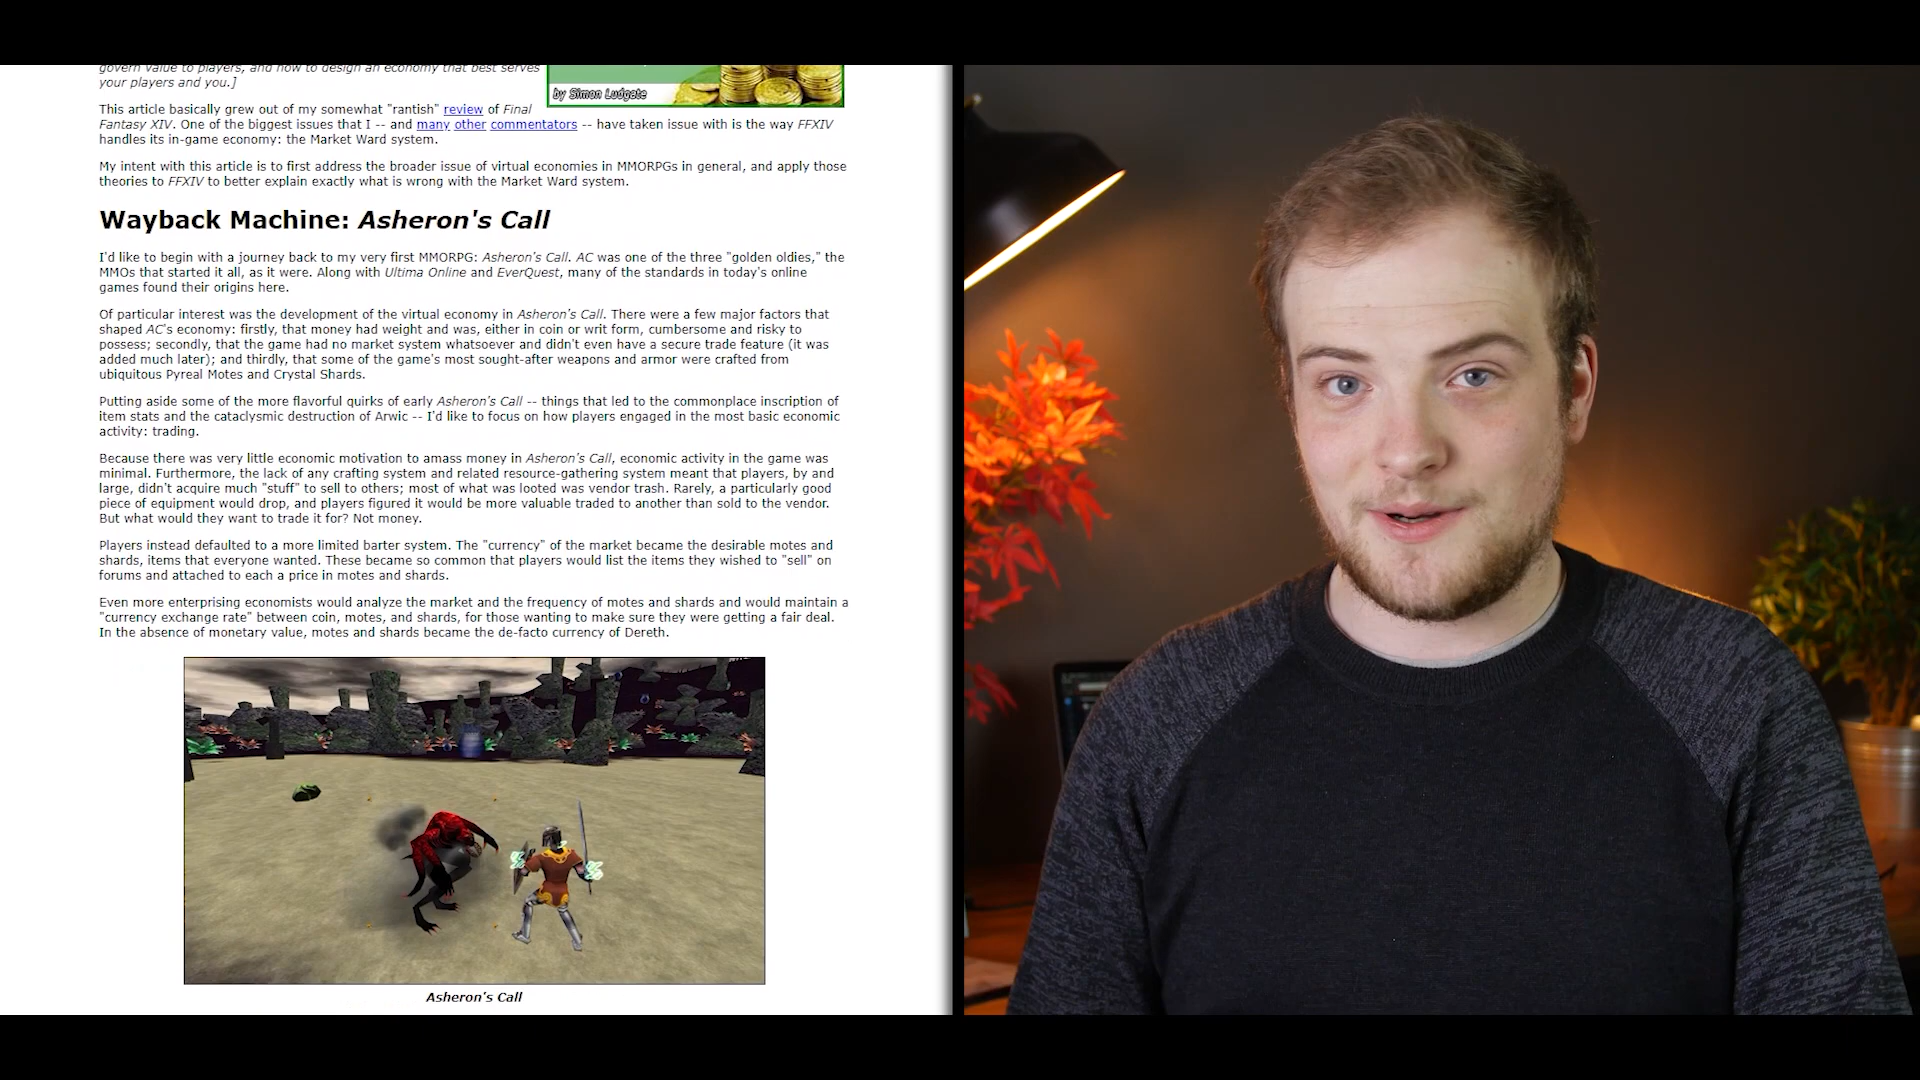 govern value to players, and how to design an economy that best serves
your players and you.]
by Simon Ludgate
This article basically grew out of my somewhat "rantish" review of Final
Fantasy XIV. One of the biggest issues that I -- and many other commentators -- have taken issue with is the way FFXIV
handles its in-game economy: the Market Ward system.
My intent with this article is to first address the broader issue of virtual economies in MMORPGs in general, and apply those
theories to FFXIV to better explain exactly what is wrong with the Market Ward system.
Wayback Machine: Asheron's Call
I'd like to begin with a journey back to my very first MMORPG: Asheron's Call. AC was one of the three "golden oldies," the
MMOs that started it all, as it were. Along with Ultima Online and EverQuest, many of the standards in today's online
games found their origins here.
Of particular interest was the development of the virtual economy in Asheron's Call. There were a few major factors that
shaped AC's economy: firstly, that money had weight and was, either in coin or writ form, cumbersome and risky to
possess; secondly, that the game had no market system whatsoever and didn't even have a secure trade feature (it was
added much later); and thirdly, that some of the game's most sought-after weapons and armor were crafted from
ubiquitous Pyreal Motes and Crystal Shards.
Putting aside some of the more flavorful quirks of early Asheron's Call -- things that led to the commonplace inscription of
item stats and the cataclysmic destruction of Arwic -- I'd like to focus on how players engaged in the most basic economic
activity: trading.
Because there was very little economic motivation to amass money in Asheron's Call, economic activity in the game was
minimal. Furthermore, the lack of any crafting system and related resource-gathering system meant that players, by and
large, didn't acquire much "stuff" to sell to others; most of what was looted was vendor trash. Rarely, a particularly good
piece of equipment would drop, and players figured it would be more valuable traded to another than sold to the vendor.
But what would they want to trade it for? Not money.
Players instead defaulted to a more limited barter system. The "currency" of the market became the desirable motes and
shards, items that everyone wanted. These became so common that players would list the items they wished to "sell" on
forums and attached to each a price in motes and shards.
Even more enterprising economists would analyze the market and the frequency of motes and shards and would maintain a
"currency exchange rate" between coin, motes, and shards, for those wanting to make sure they were getting a fair deal.
In the absence of monetary value, motes and shards became the de-facto currency of Dereth.
Asheron's Call